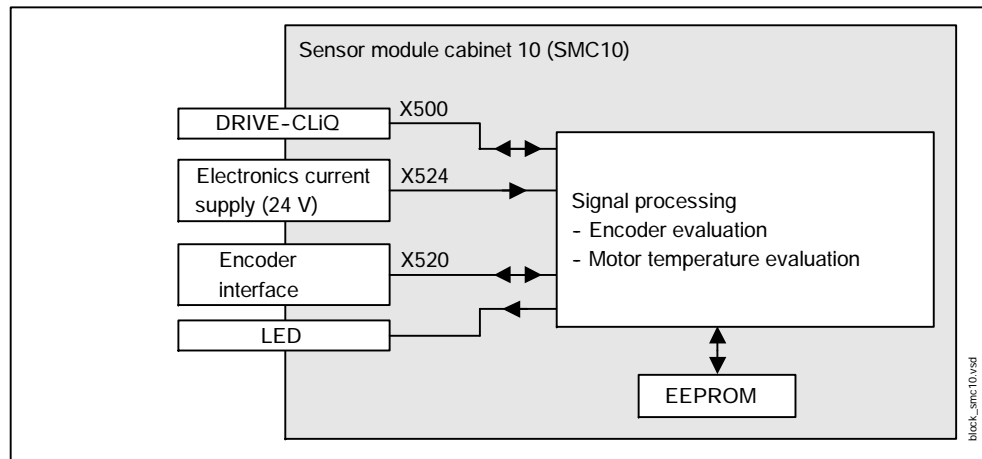 Sensor module cabinet 10 (SMC10)
DRIVE-CLiQ
X500
Electronics current
supply (24 V)
X524
Encoder
interface
X520
LED
Signal processing
- Encoder evaluation
- Motor temperature evaluation
EEPROM
block_smc10.vsd